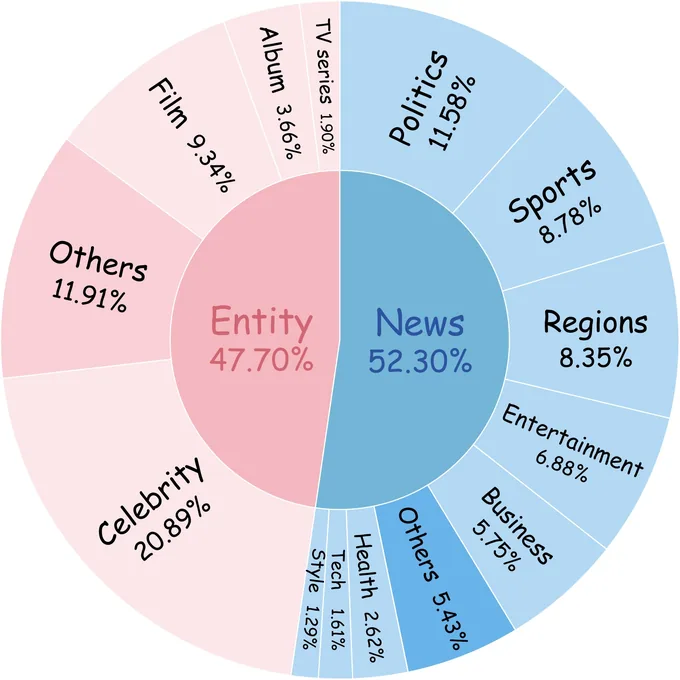 Entity
47.70%
News
52.30%
Politics
11.58%
Sports
8.78%
Regions
8.35%
Entertainment
6.88%
Business
5.75%
Others 5.43%
Health 2.62%
Tech 1.61%
Style 1.29%
Celebrity
20.89%
Others
11.91%
Film 9.34%
Album 3.66%
TV series 1.90%